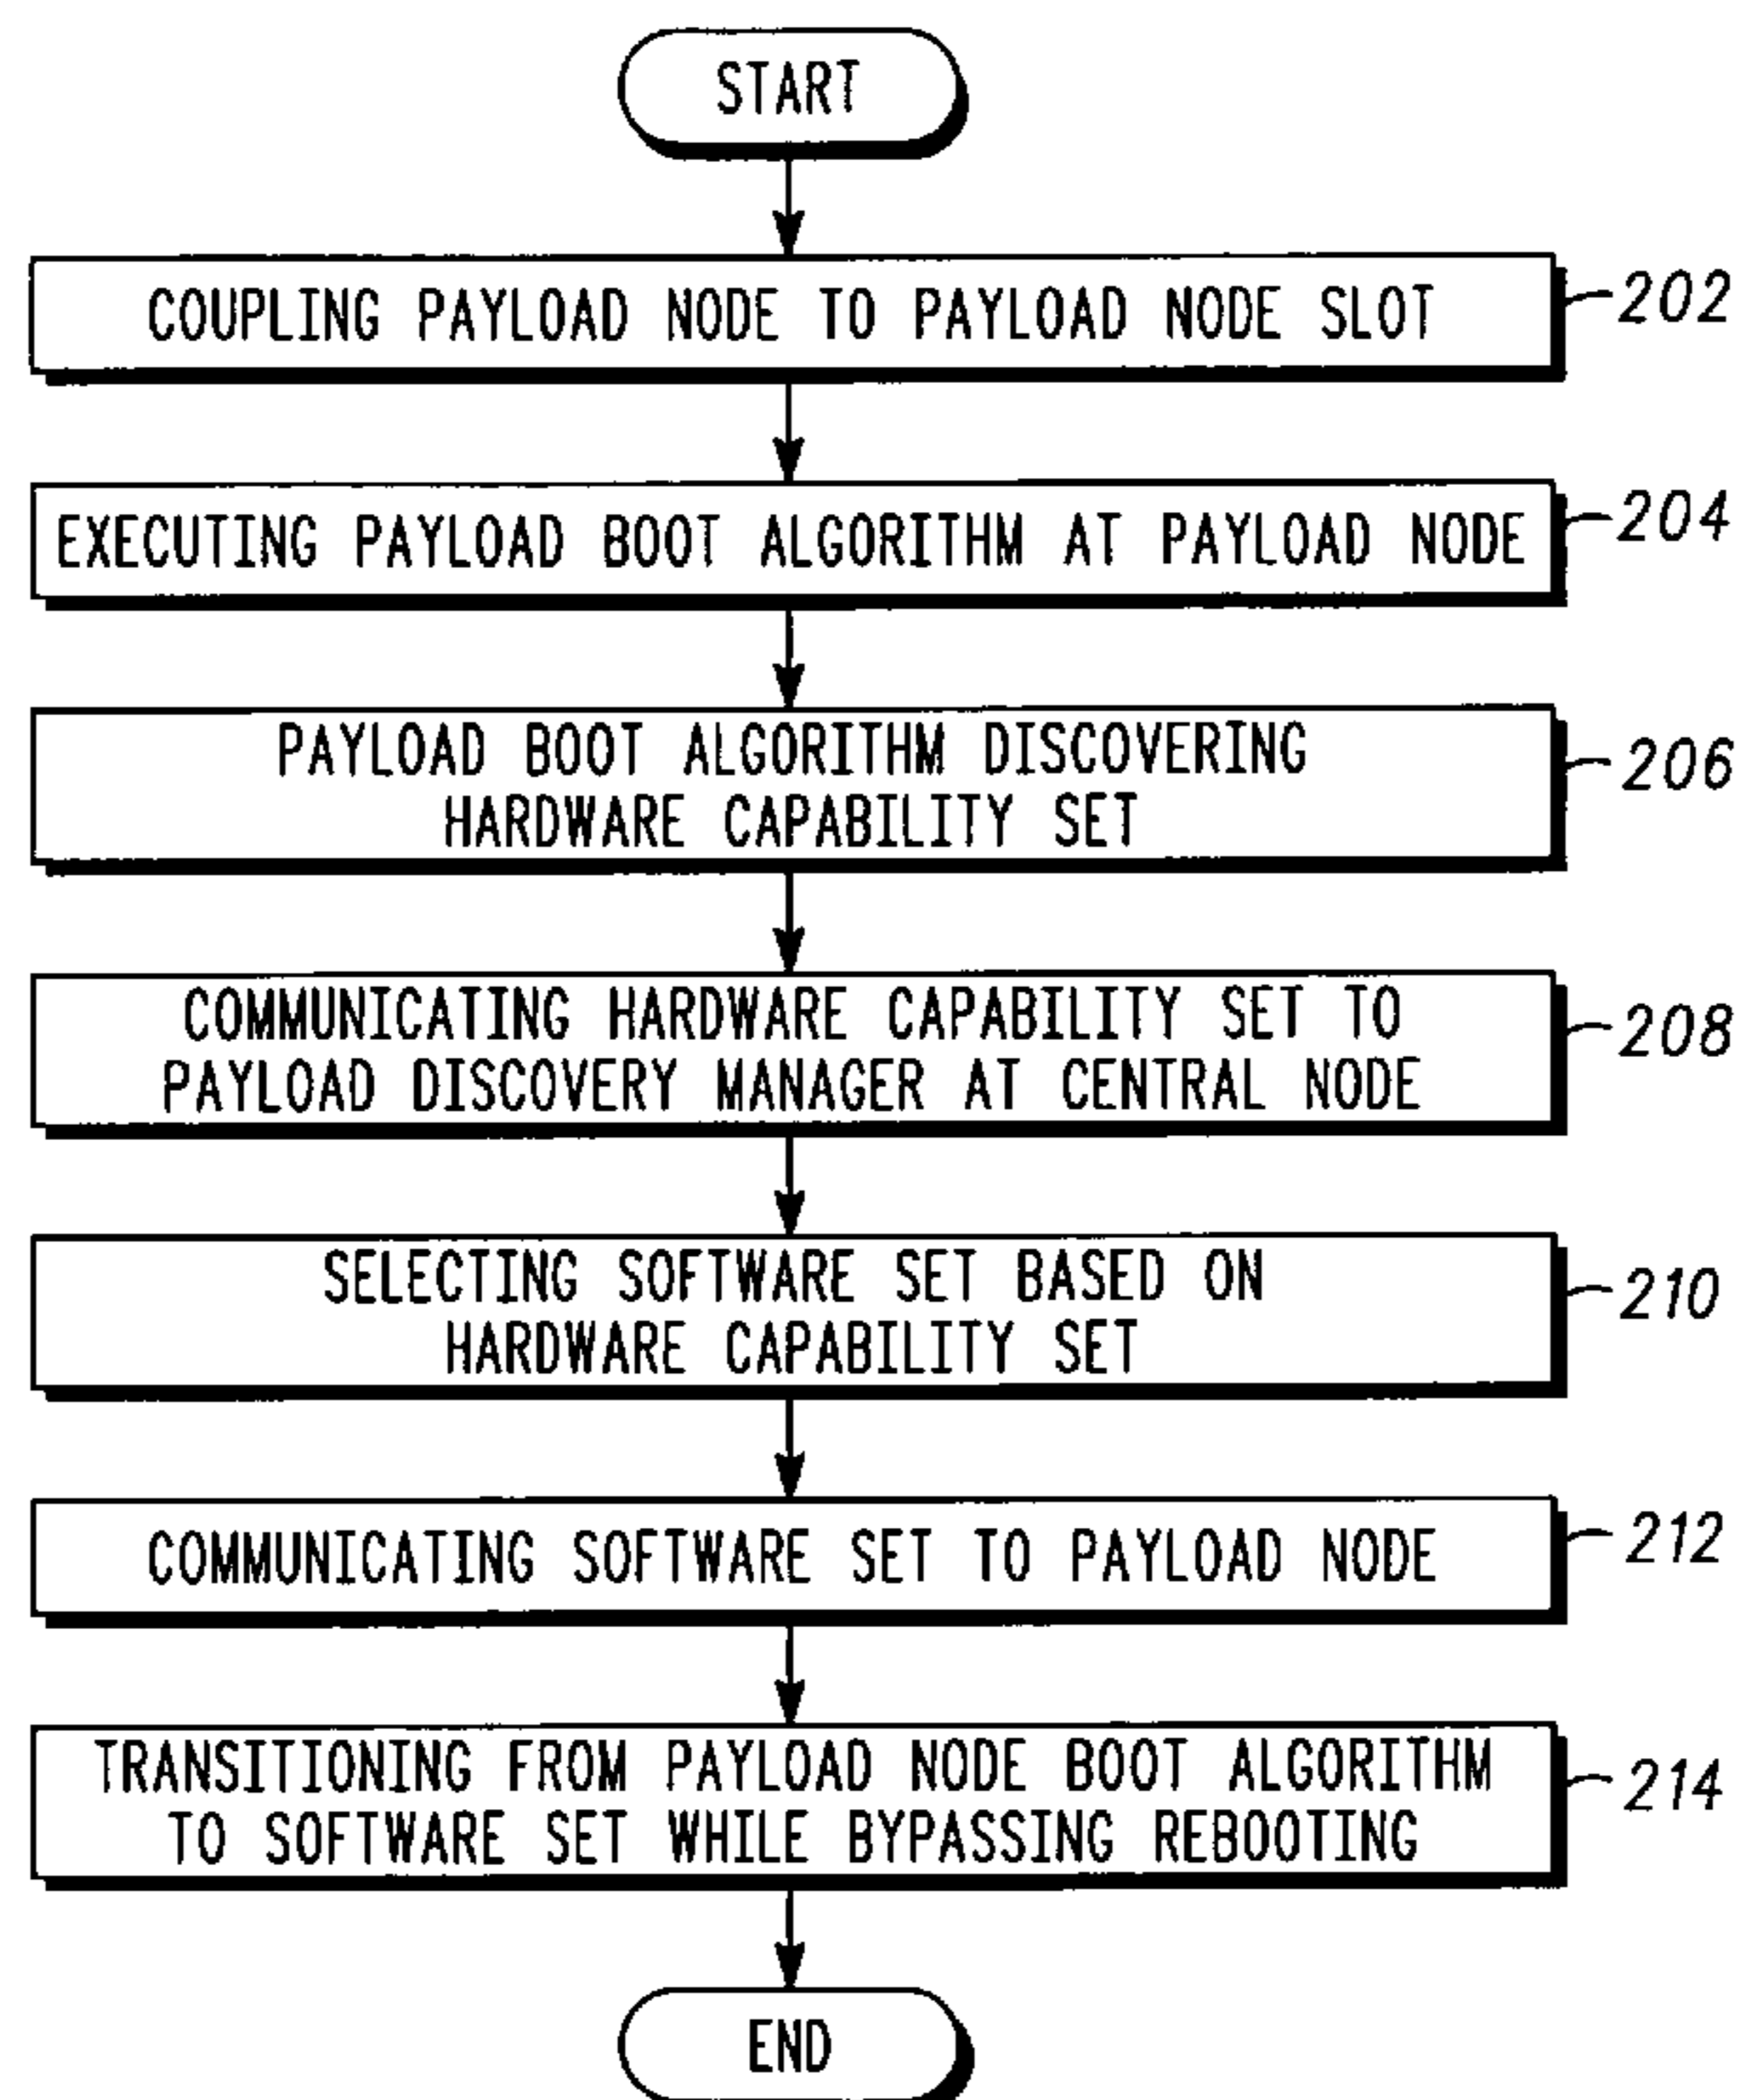 START
COUPLING PAYLOAD NODE TO PAYLOAD NODE SLOT
202
EXECUTING PAYLOAD BOOT ALGORITHM AT PAYLOAD NODE
204
PAYLOAD BOOT ALGORITHM DISCOVERING
HARDWARE CAPABILITY SET
206
COMMUNICATING HARDWARE CAPABILITY SET TO
PAYLOAD DISCOVERY MANAGER AT CENTRAL NODE
208
SELECTING SOFTWARE SET BASED ON
HARDWARE CAPABILITY SET
210
COMMUNICATING SOFTWARE SET TO PAYLOAD NODE
212
TRANSITIONING FROM PAYLOAD NODE BOOT ALGORITHM
TO SOFTWARE SET WHILE BYPASSING REBOOTING
214
END